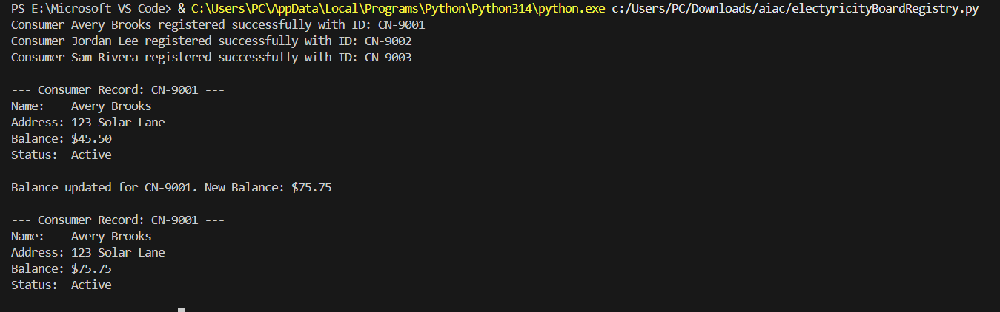 PS E:\Microsoft VS Code> & C:\Users\PC\AppData\Local\Programs\Python\Python314\python.exe c:/Users/PC/Downloads/aiac/electyricityBoardRegistry.py
Consumer Avery Brooks registered successfully with ID: CN-9001
Consumer Jordan Lee registered successfully with ID: CN-9002
Consumer Sam Rivera registered successfully with ID: CN-9003

--- Consumer Record: CN-9001 ---
Name:    Avery Brooks
Address: 123 Solar Lane
Balance: $45.50
Status:  Active
-----------------------------------
Balance updated for CN-9001. New Balance: $75.75

--- Consumer Record: CN-9001 ---
Name:    Avery Brooks
Address: 123 Solar Lane
Balance: $75.75
Status:  Active
-----------------------------------